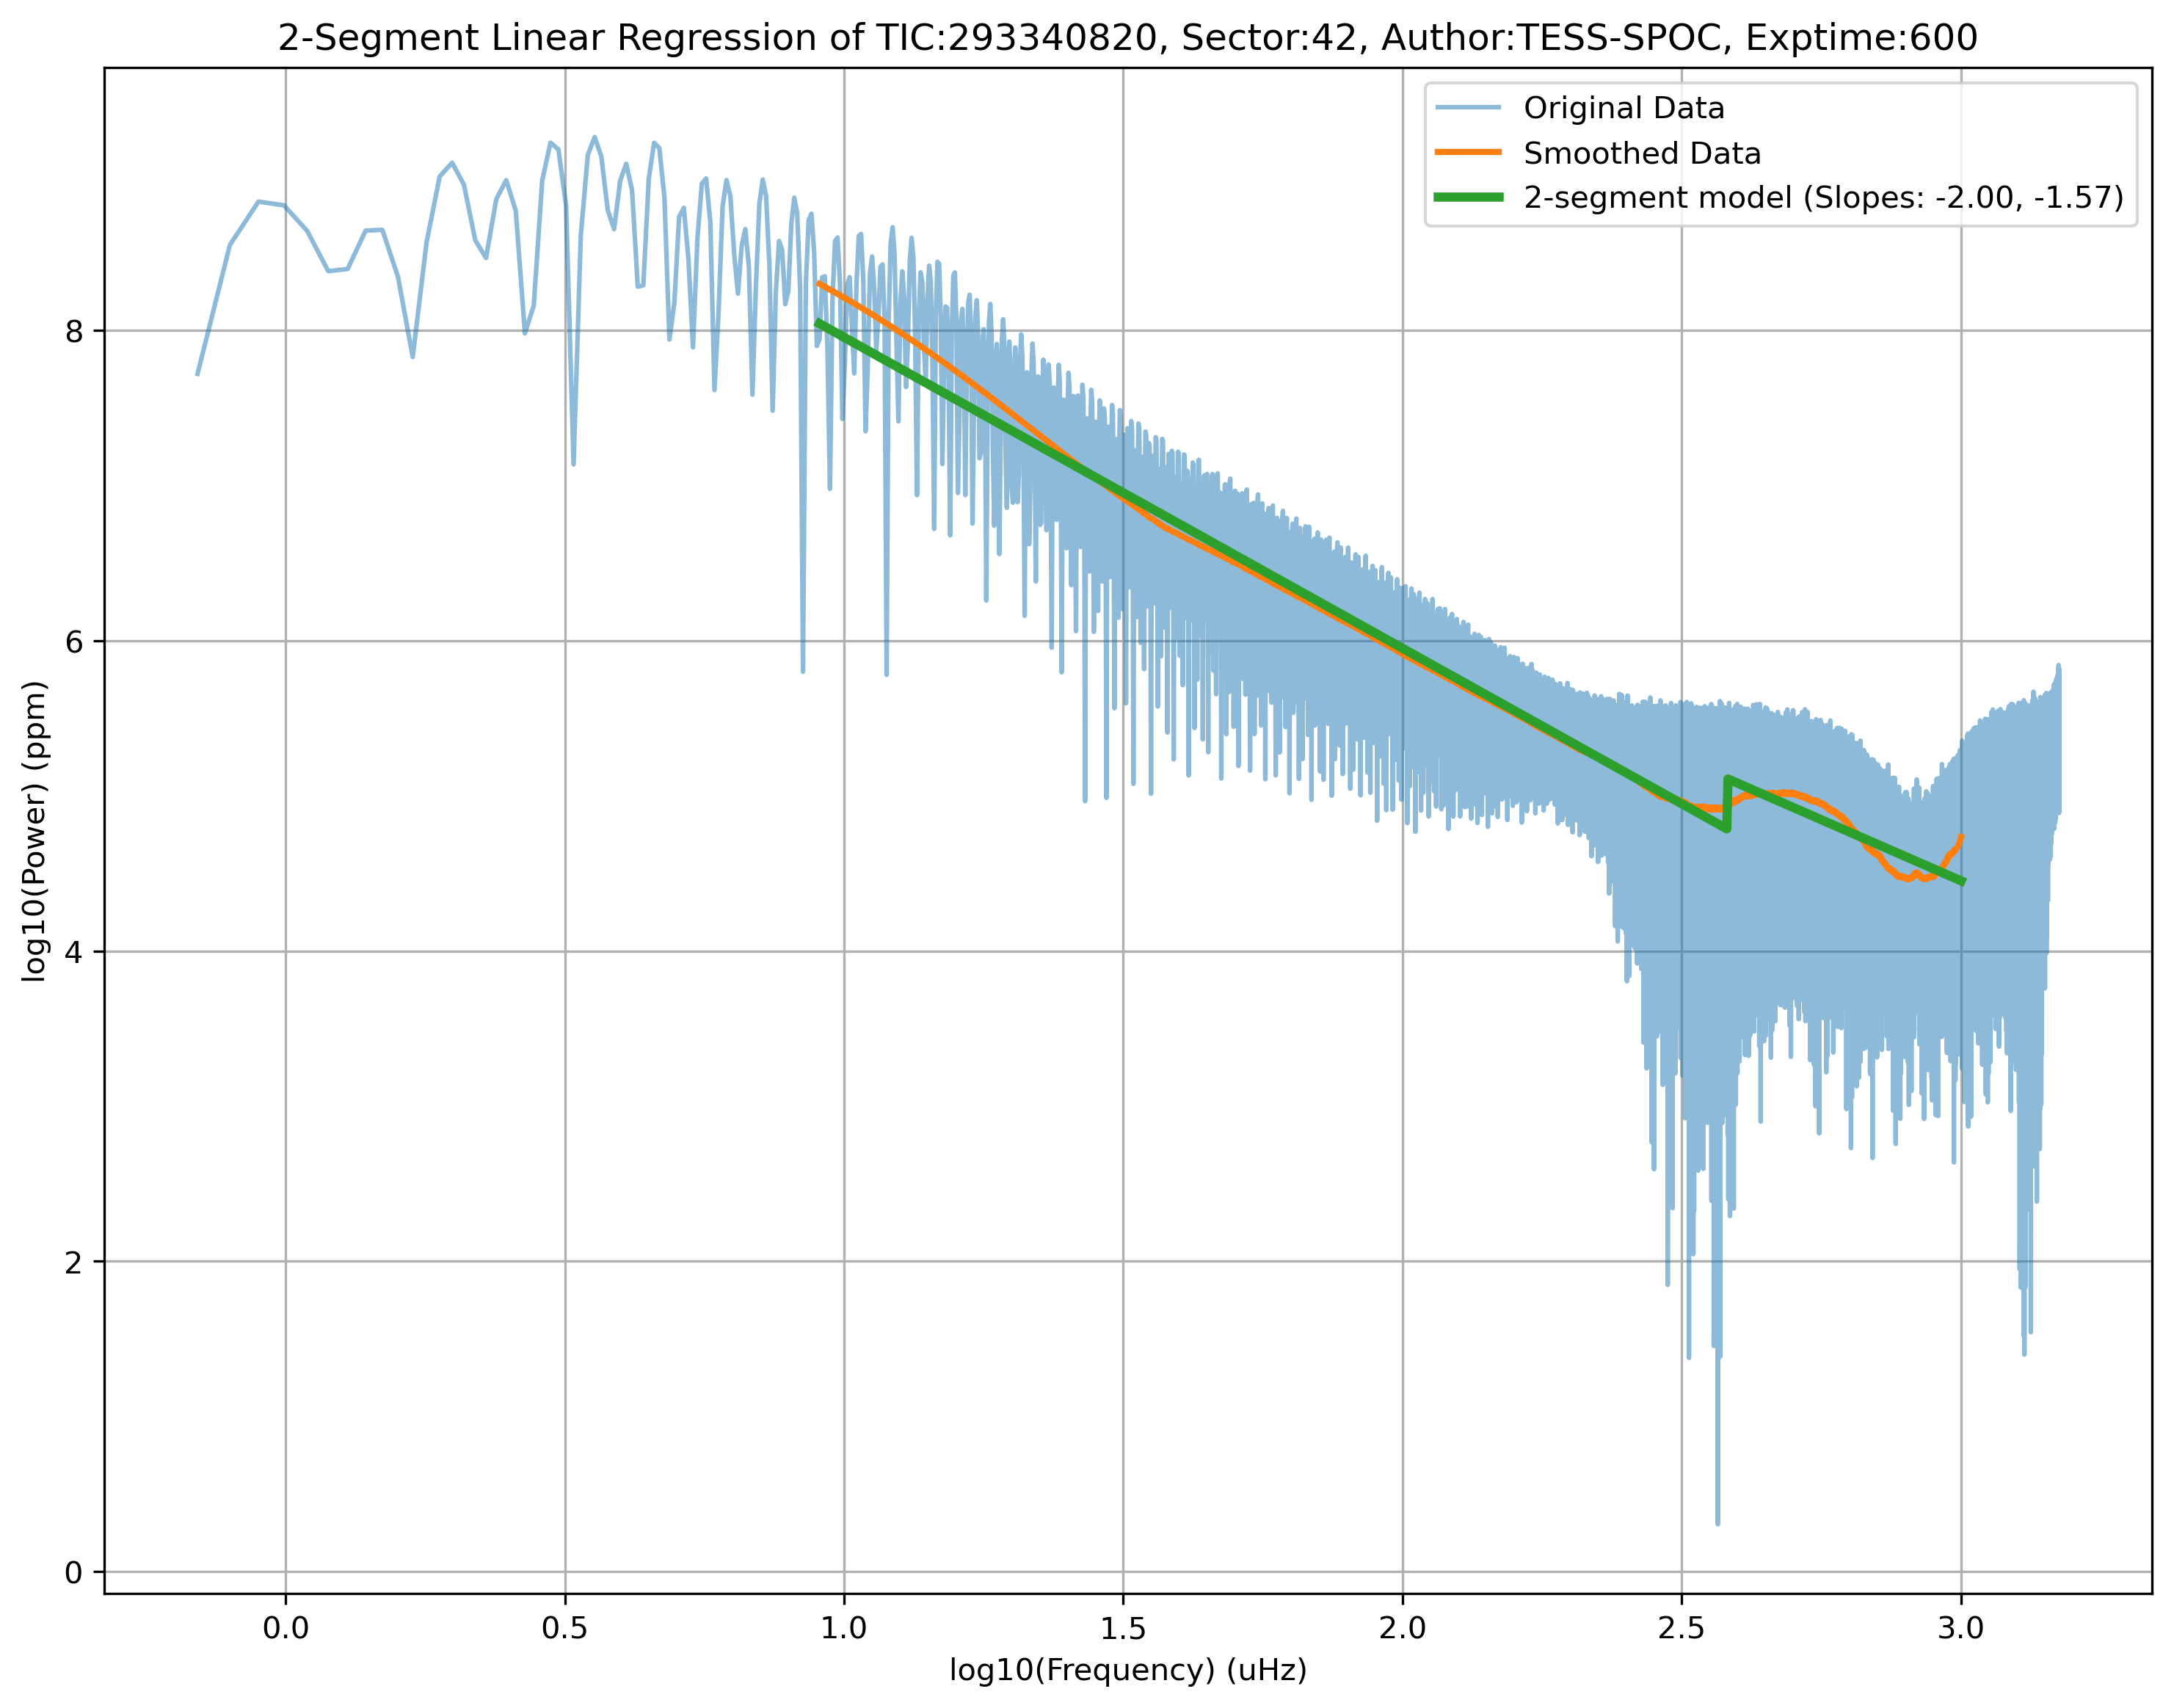 2-Segment Linear Regression of TIC:293340820, Sector:42, Author:TESS-SPOC, Exptime:600
Original Data
Smoothed Data
2-segment model (Slopes: -2.00, -1.57)
log10(Power) (ppm)
8
6
4
2
0
0.0 0.5 1.0 1.5 2.0 2.5 3.0
log10(Frequency) (uHz)